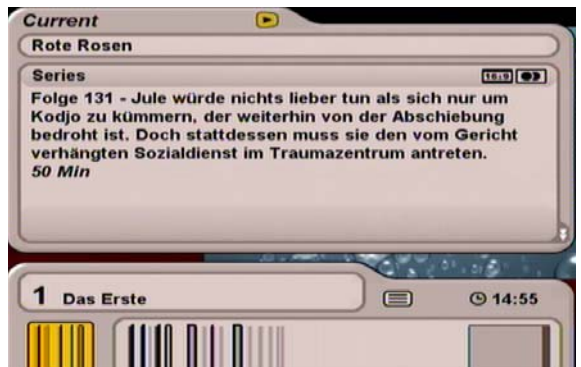 Current
Rote Rosen
Series
16:9
Folge 131 - Jule würde nichts lieber tun als sich nur um
Kodjo zu kümmern, der weiterhin von der Abschiebung
bedroht ist. Doch stattdessen muss sie den vom Gericht
verhängten Sozialdienst im Traumazentrum antreten.
50 Min
1 Das Erste
14:55